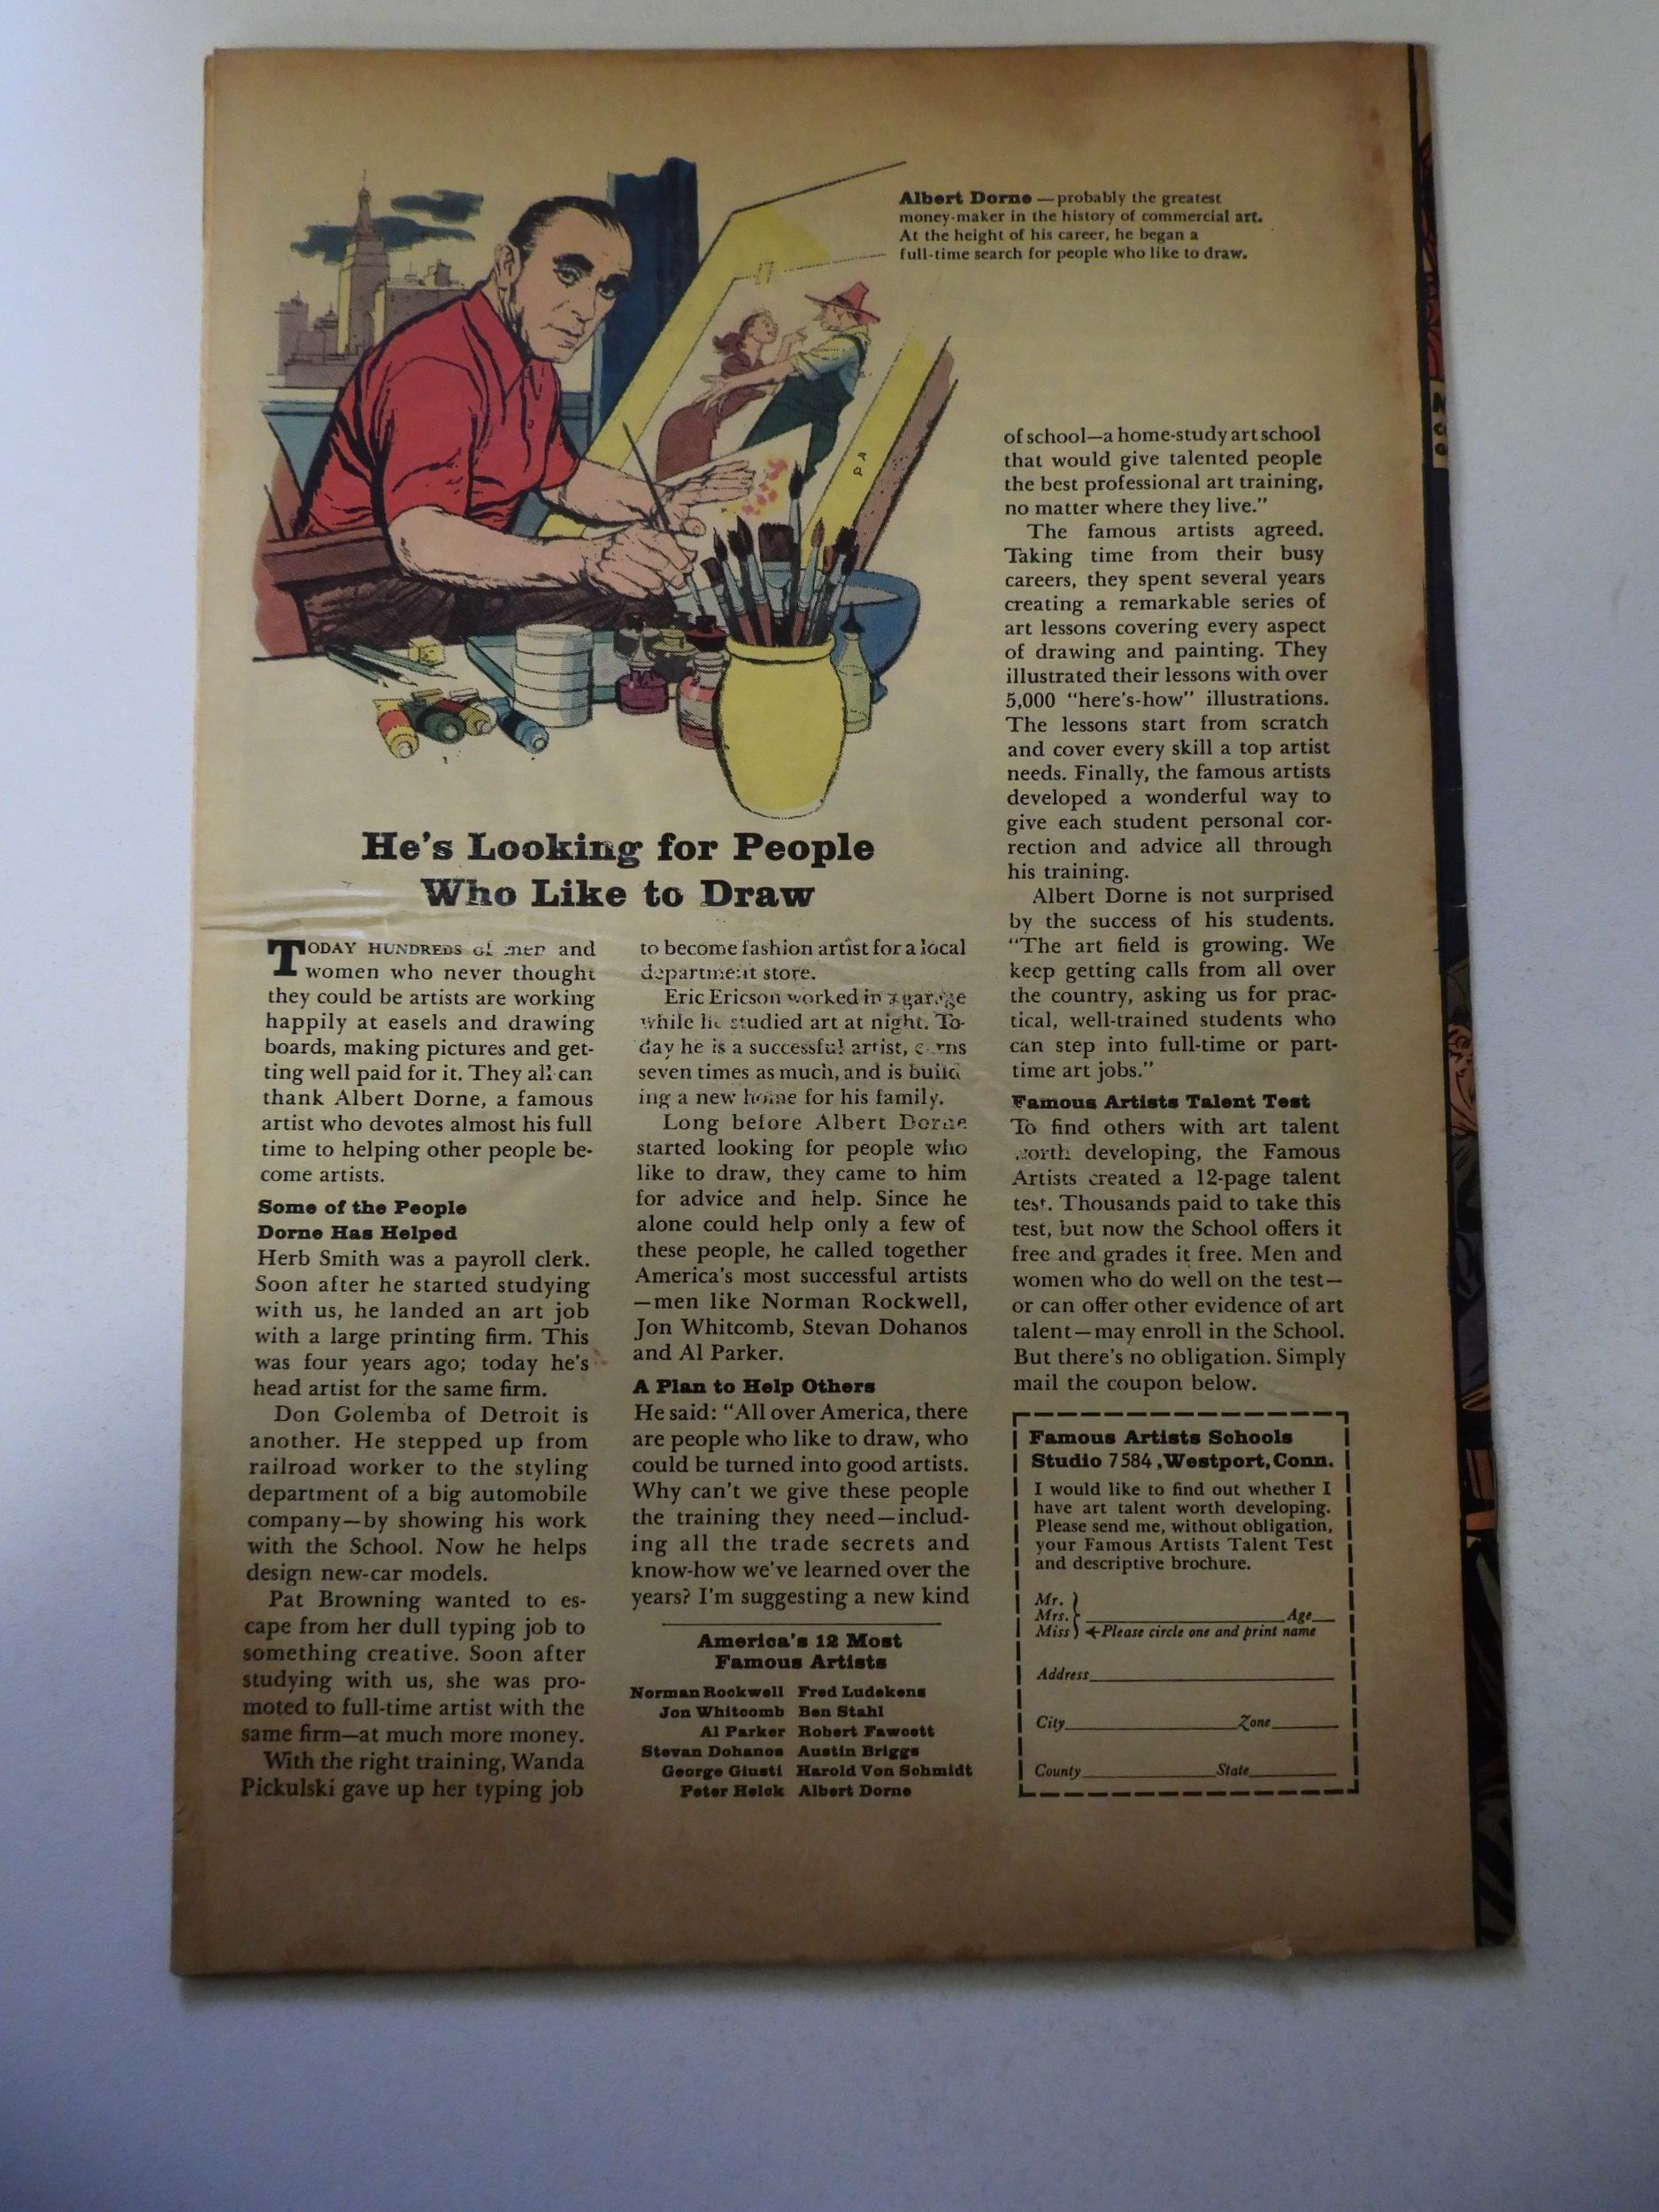 Albert Dorne — probably the greatest
money-maker in the history of commercial art.
At the height of his career, he began a
full-time search for people who like to draw.
He's Looking for People
Who Like to Draw
TODAY HUNDREDS of men and
women who never thought
they could be artists are working
happily at easels and drawing
boards, making pictures and get-
ting well paid for it. They all can
thank Albert Dorne, a famous
artist who devotes almost his full
time to helping other people be-
come artists.
Some of the People
Dorne Has Helped
Herb Smith was a payroll clerk.
Soon after he started studying
with us, he landed an art job
with a large printing firm. This
was four years ago; today he's
head artist for the same firm.
Don Golemba of Detroit is
another. He stepped up from
railroad worker to the styling
department of a big automobile
company—by showing his work
with the School. Now he helps
design new-car models.
Pat Browning wanted to es-
cape from her dull typing job to
something creative. Soon after
studying with us, she was pro-
moted to full-time artist with the
same firm—at much more money.
With the right training, Wanda
Pickulski gave up her typing job
to become fashion artist for a local
department store.
Eric Ericson worked in a garage
while he studied art at night. To-
day he is a successful artist, earns
seven times as much, and is build
ing a new home for his family.
Long before Albert Dorne
started looking for people who
like to draw, they came to him
for advice and help. Since he
alone could help only a few of
these people, he called together
America's most successful artists
—men like Norman Rockwell,
Jon Whitcomb, Stevan Dohanos
and Al Parker.
A Plan to Help Others
He said: "All over America, there
are people who like to draw, who
could be turned into good artists.
Why can't we give these people
the training they need—includ-
ing all the trade secrets and
know-how we've learned over the
years? I'm suggesting a new kind
America's 12 Most
Famous Artists
Norman Rockwell Fred Ludekens
Jon Whitcomb Ben Stahl
Al Parker Robert Fawcett
Stevan Dohanos Austin Briggs
George Giusti Harold Von Schmidt
Peter Helck Albert Dorne
of school—a home-study art school
that would give talented people
the best professional art training,
no matter where they live."
The famous artists agreed.
Taking time from their busy
careers, they spent several years
creating a remarkable series of
art lessons covering every aspect
of drawing and painting. They
illustrated their lessons with over
5,000 "here's-how" illustrations.
The lessons start from scratch
and cover every skill a top artist
needs. Finally, the famous artists
developed a wonderful way to
give each student personal cor-
rection and advice all through
his training.
Albert Dorne is not surprised
by the success of his students.
"The art field is growing. We
keep getting calls from all over
the country, asking us for prac-
tical, well-trained students who
can step into full-time or part-
time art jobs."
Famous Artists Talent Test
To find others with art talent
worth developing, the Famous
Artists created a 12-page talent
test. Thousands paid to take this
test, but now the School offers it
free and grades it free. Men and
women who do well on the test—
or can offer other evidence of art
talent—may enroll in the School.
But there's no obligation. Simply
mail the coupon below.
Famous Artists Schools
Studio 7584, Westport, Conn.
I would like to find out whether I
have art talent worth developing.
Please send me, without obligation,
your Famous Artists Talent Test
and descriptive brochure.
Mr.
Mrs. Age
Miss Please circle one and print name
Address
City Zone
County State